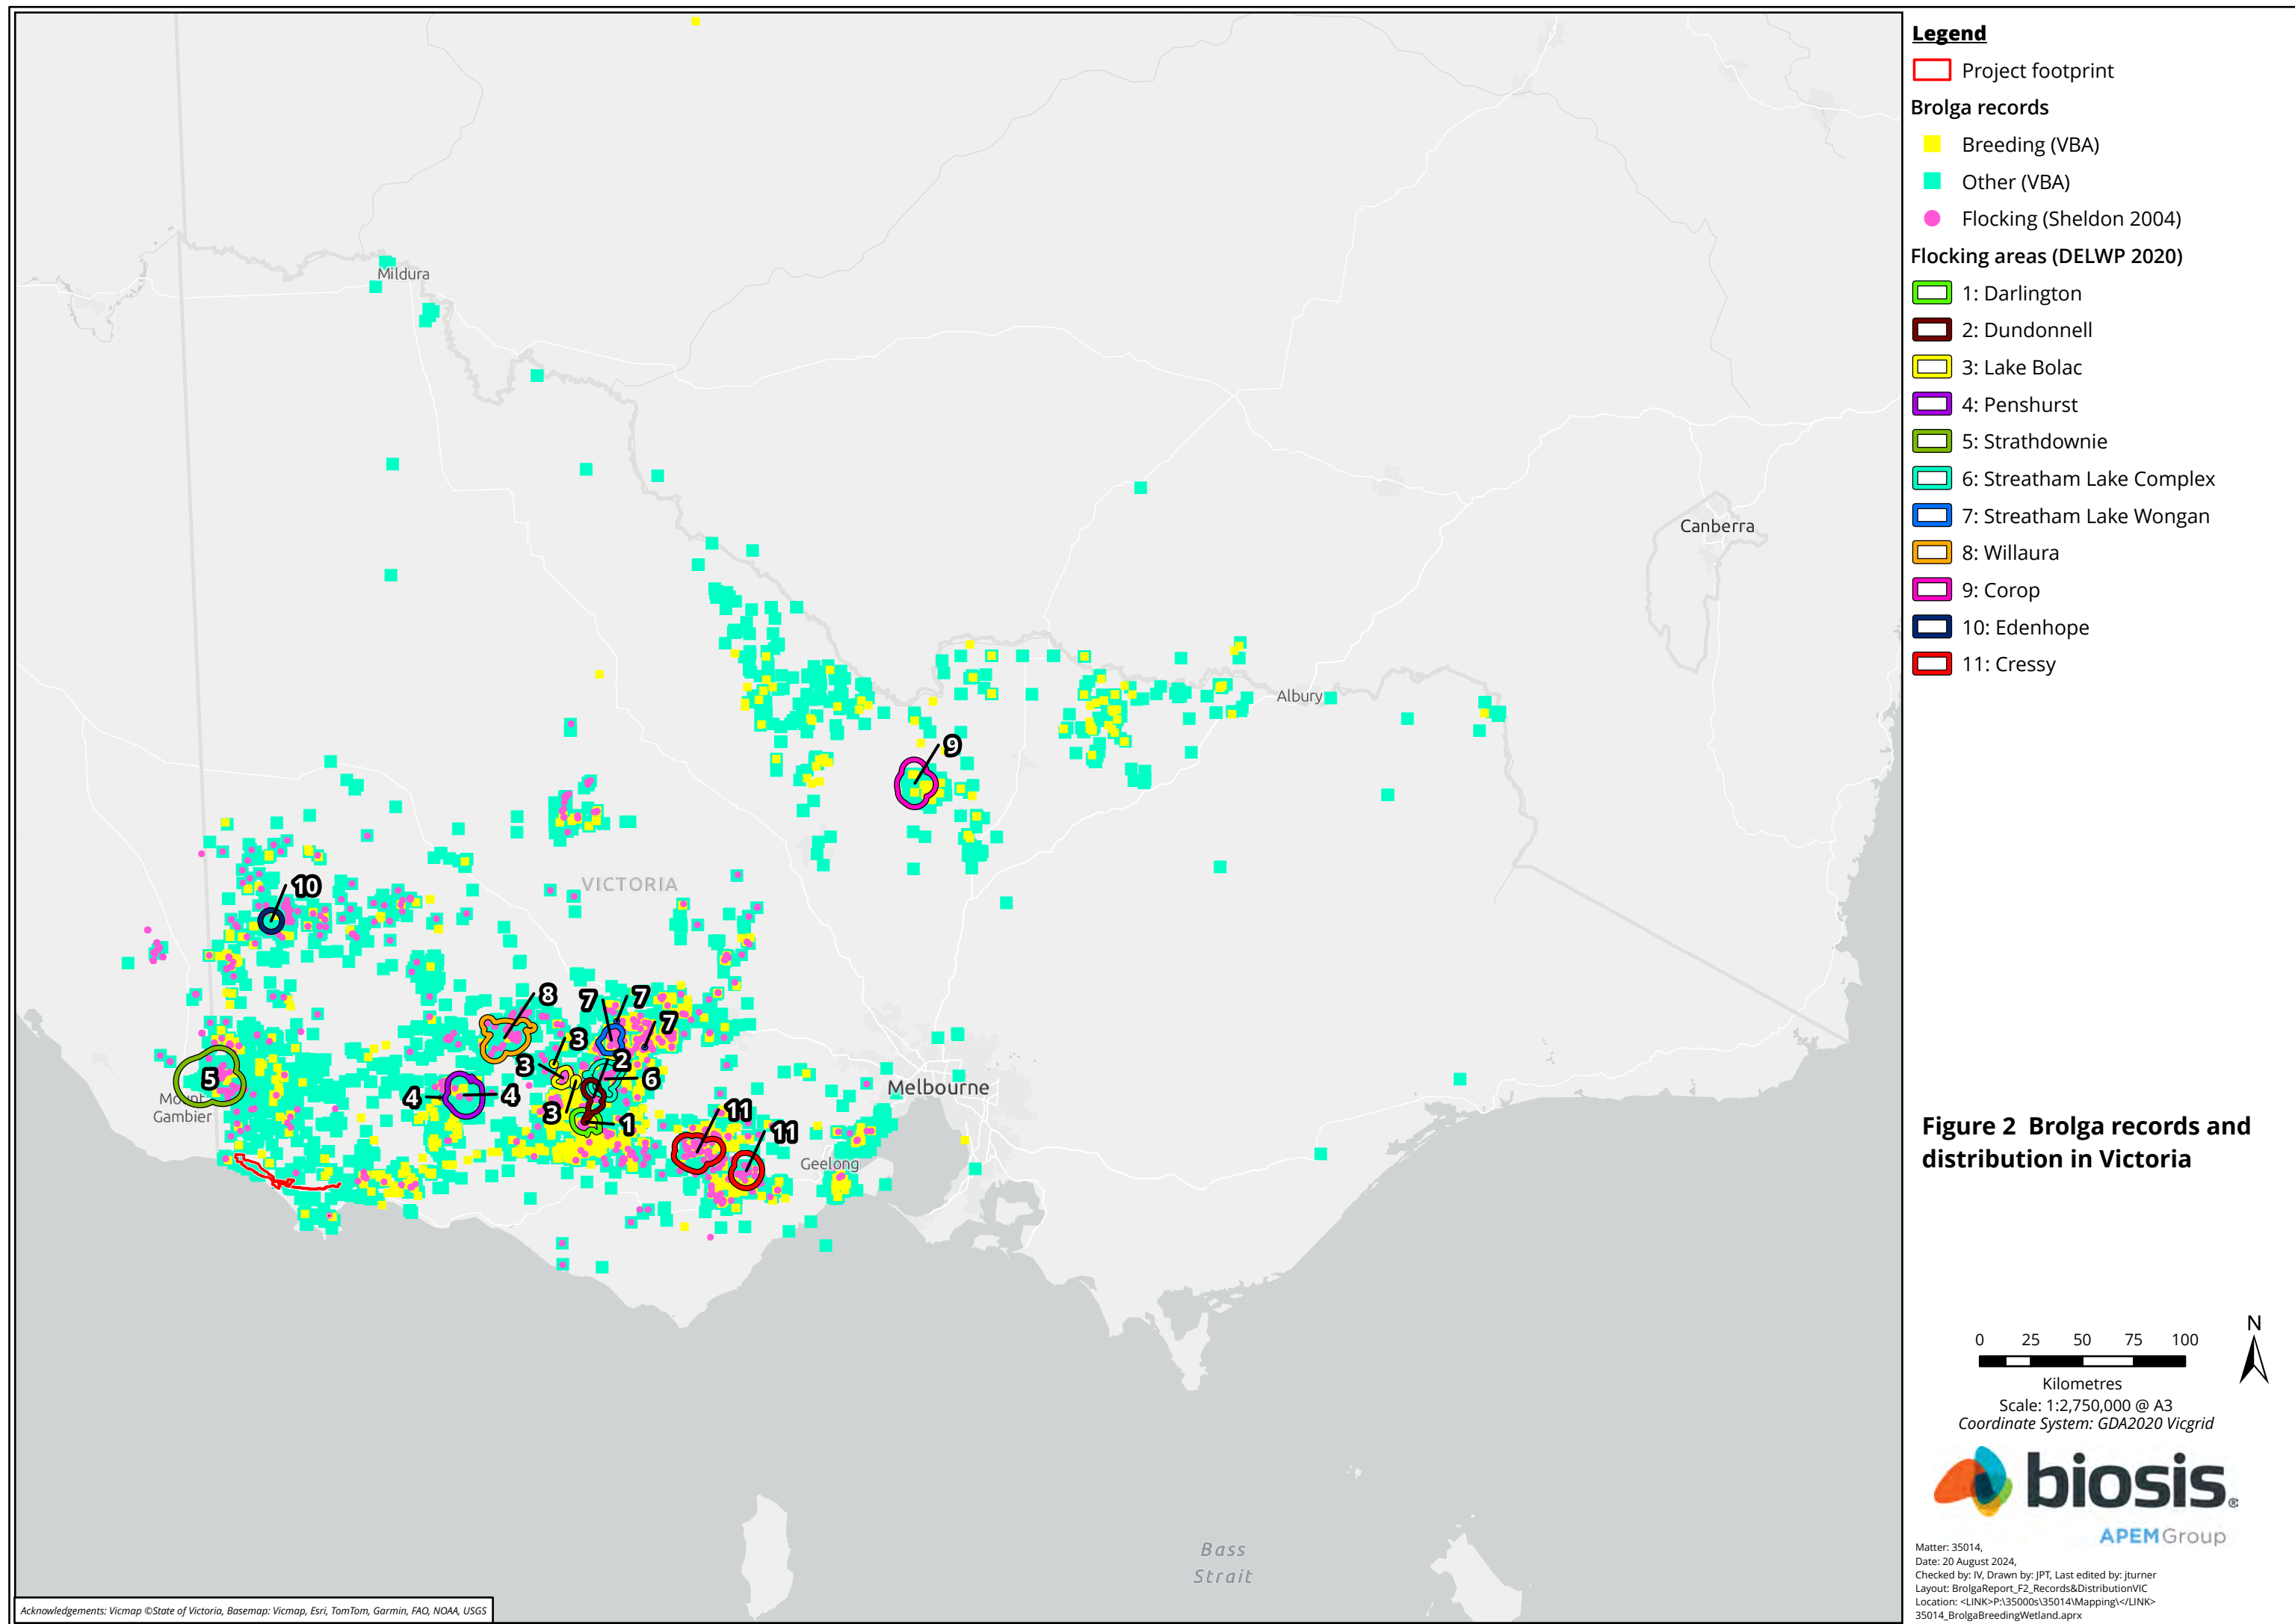 Mildura
Canberra
Albury
9
VICTORIA
10
8
7
7
7
3
3
2
6
5
4
4
3
1
11
11
Mount
Gambier
Melbourne
Geelong
Bass
Strait
Acknowledgements: Vicmap ©State of Victoria, Basemap: Vicmap, Esri, TomTom, Garmin, FAO, NOAA, USGS
Legend
Project footprint
Brolga records
Breeding (VBA)
Other (VBA)
Flocking (Sheldon 2004)
Flocking areas (DELWP 2020)
1: Darlington
2: Dundonnell
3: Lake Bolac
4: Penshurst
5: Strathdownie
6: Streatham Lake Complex
7: Streatham Lake Wongan
8: Willaura
9: Corop
10: Edenhope
11: Cressy
Figure 2 Brolga records and
distribution in Victoria
N
0 25 50 75 100
Kilometres
Scale: 1:2,750,000 @ A3
Coordinate System: GDA2020 Vicgrid
biosis®
APEMGroup
Matter: 35014,
Date: 20 August 2024,
Checked by: IV, Drawn by: JPT, Last edited by: jturner
Layout: BrolgaReport_F2_Records&DistributionVIC
Location: <LINK>P:\35000s\35014\Mapping\</LINK>
35014_BrolgaBreedingWetland.aprx